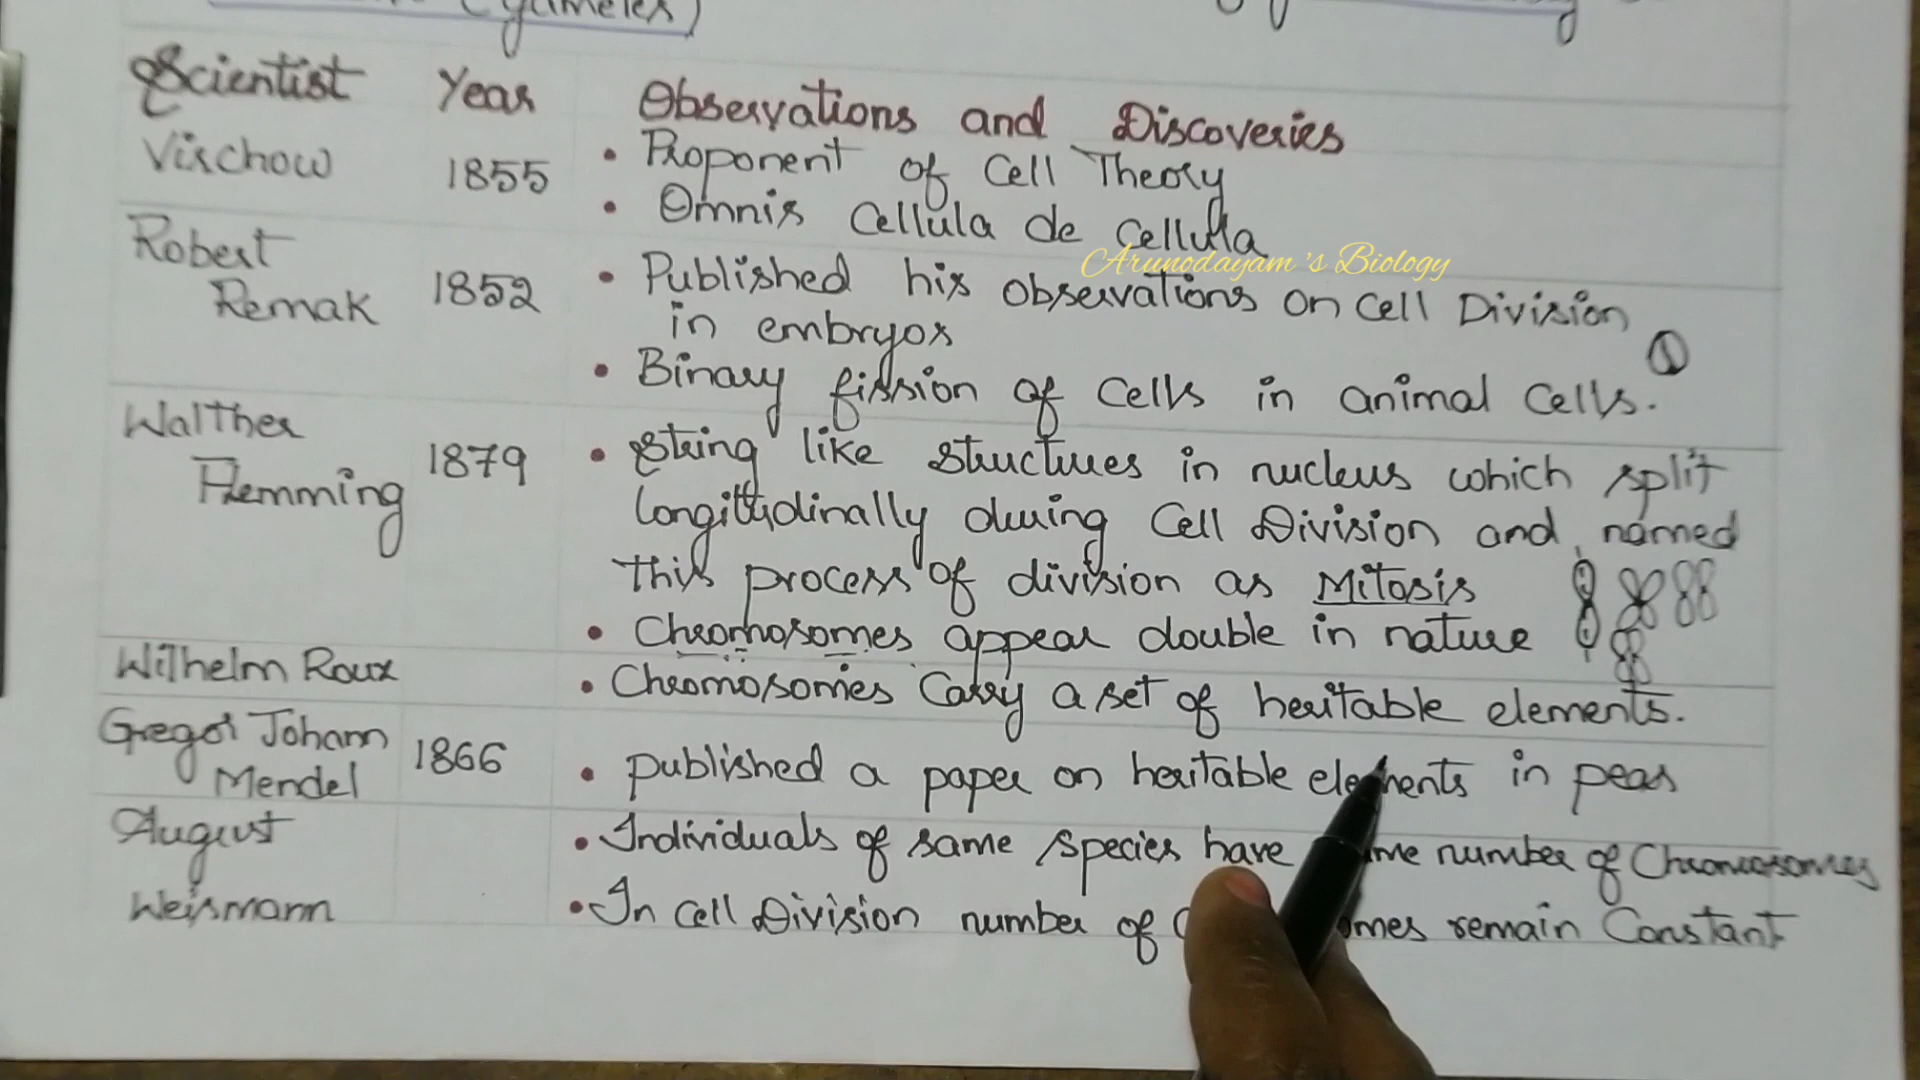 (gametes)
Scientist Year Observations and Discoveries
Virchow 1855 • Proponent of Cell Theory
• Omnis Cellula de Cellula
Arunodayam's Biology
Robert Remak 1852 • Published his observations on Cell Division
in embryos
• Binary fission of Cells in animal Cells.
1
Walther Flemming 1879 • String like structures in nucleus which split
longittudinally during Cell Division and named
this process of division as Mitosis
• Chromosomes appear double in nature
Wilhelm Roux • Chromosomes Carry a set of heritable elements.
Gregor Johann Mendel 1866 • published a paper on heritable elements in peas
August Weismann • Individuals of same species have number of Chromosomes
• In Cell Division number of remain Constant